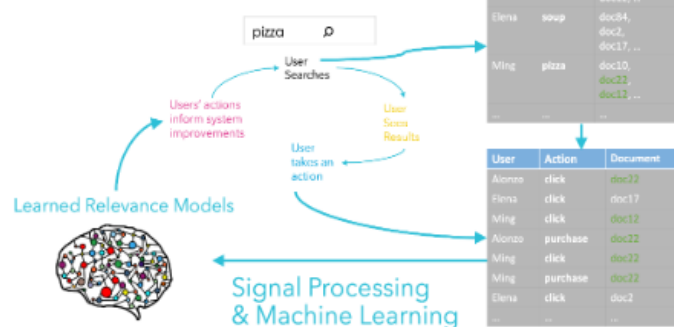 pizza
User
Searches
Users' actions
inform system
improvements
User
Sees
Results
User
takes an
action
Learned Relevance Models
Signal Processing
& Machine Learning
Elena soup doc84,
doc2,
doc17, ..
Ming pizza doc10,
doc22,
doc12, ..
... ... ...
User Action Document
Alonzo click doc22
Elena click doc17
Ming click doc12
Alonzo purchase doc22
Ming click doc22
Ming purchase doc22
Elena click doc2
... ... ...